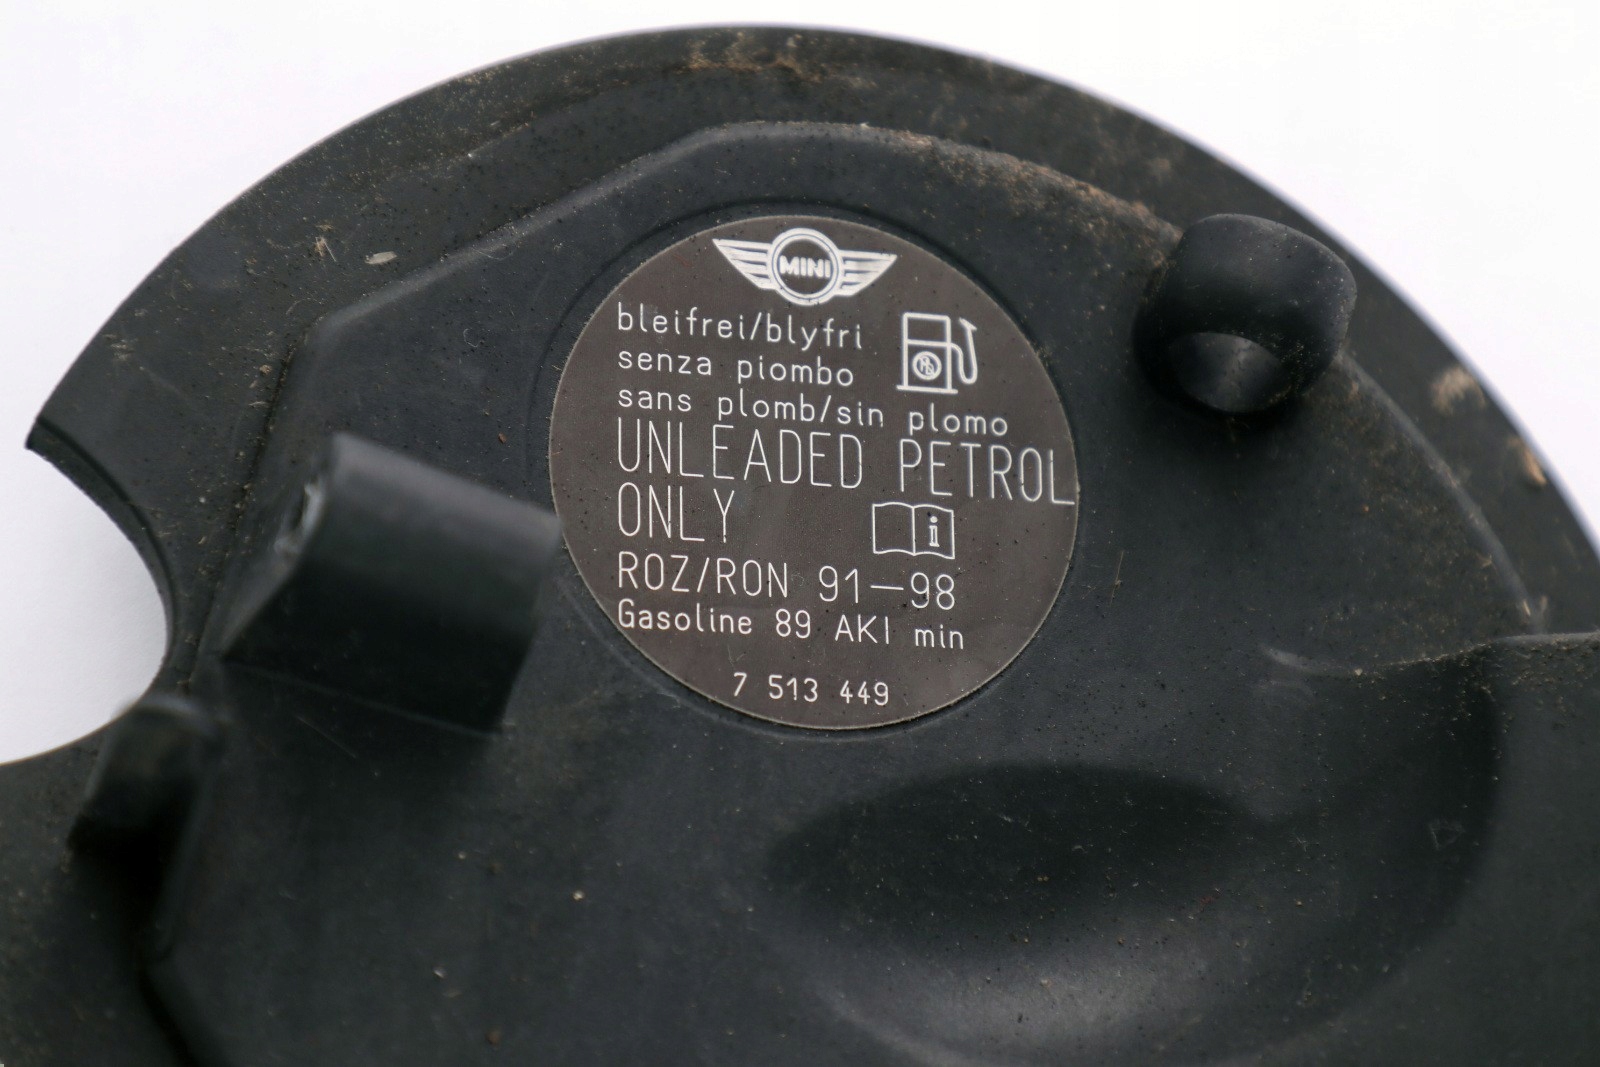 MINI
bleifrei/blyfri
senza piombo
sans plomb/sin plomo
UNLEADED PETROL
ONLY
ROZ/RON 91–98
Gasoline 89 AKI min
7 513 449